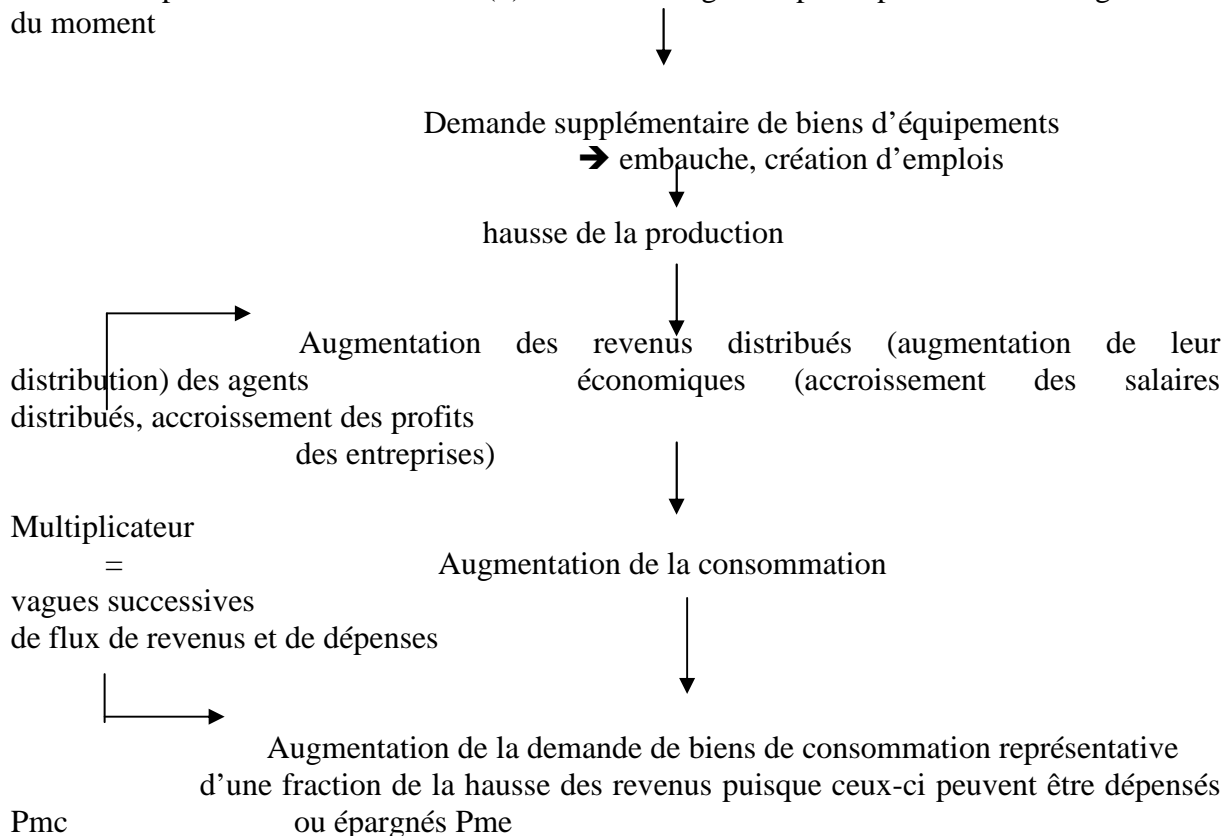 du moment
Demande supplémentaire de biens d’équipements
➔ embauche, création d’emplois
hausse de la production
Augmentation des revenus distribués (augmentation de leur
distribution) des agents économiques (accroissement des salaires
distribués, accroissement des profits
des entreprises)
Multiplicateur
= Augmentation de la consommation
vagues successives
de flux de revenus et de dépenses
Augmentation de la demande de biens de consommation représentative
d’une fraction de la hausse des revenus puisque ceux-ci peuvent être dépensés
Pmc ou épargnés Pme